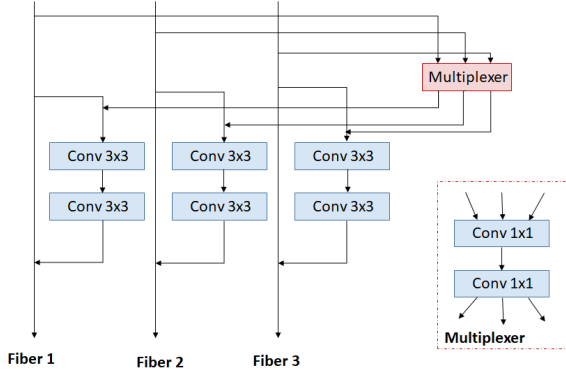 Multiplexer
Conv 3x3 Conv 3x3 Conv 3x3
Conv 3x3 Conv 3x3 Conv 3x3
Conv 1x1
Conv 1x1
Multiplexer
Fiber 1 Fiber 2 Fiber 3